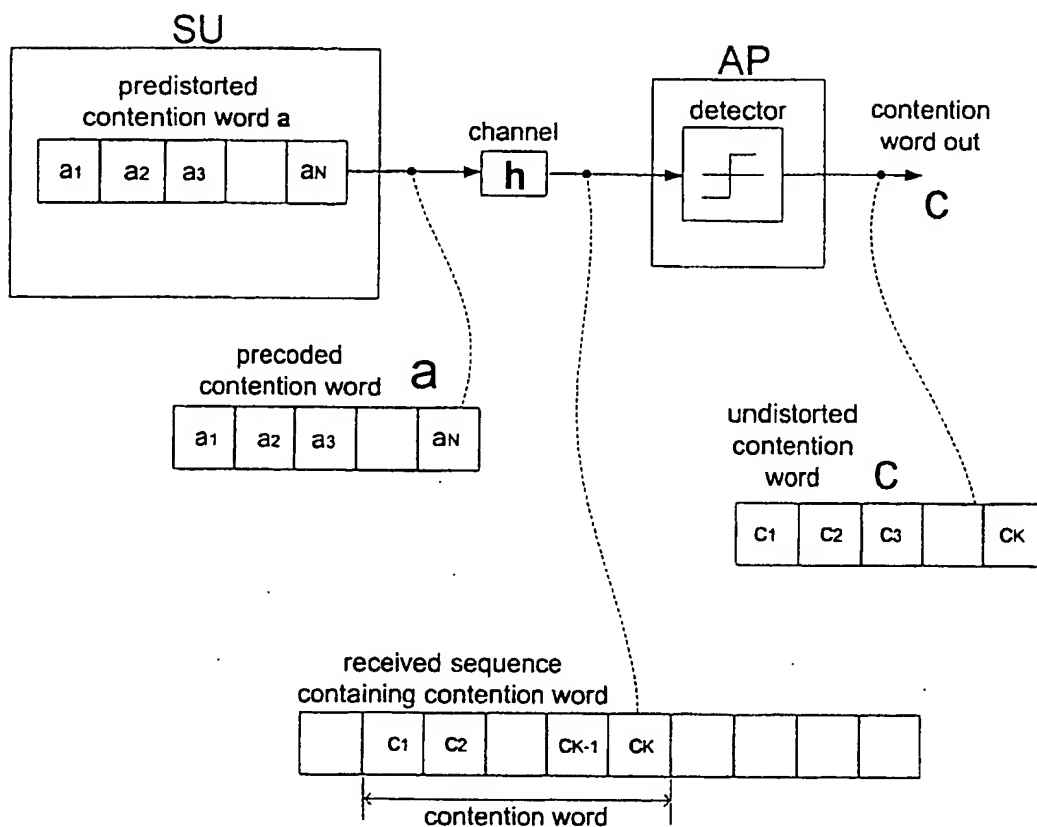 SU
predistorted
contention word a
a1 a2 a3 aN
channel
h
AP
detector
contention
word out
C
precoded
contention word a
a1 a2 a3 aN
undistorted
contention
word C
C1 C2 C3 CK
received sequence
containing contention word
C1 C2 CK-1 CK
contention word